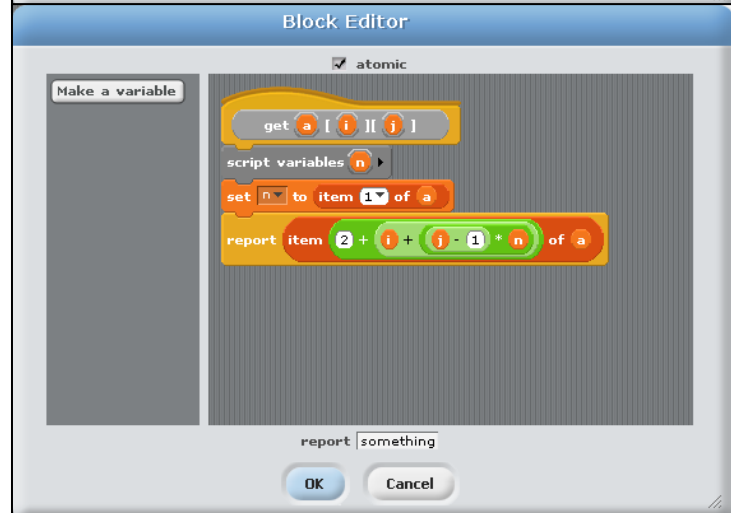 Block Editor
atomic
Make a variable
get a [ i ][ j ]
script variables n
set n to item 1 of a
report item 2 + i + j - 1 * n of a
report something
OK Cancel